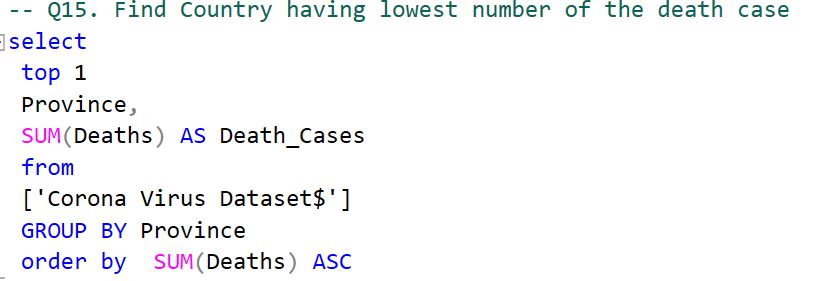 -- Q15. Find Country having lowest number of the death case
select
top 1
Province,
SUM(Deaths) AS Death_Cases
from
['Corona Virus Dataset$']
GROUP BY Province
order by  SUM(Deaths) ASC